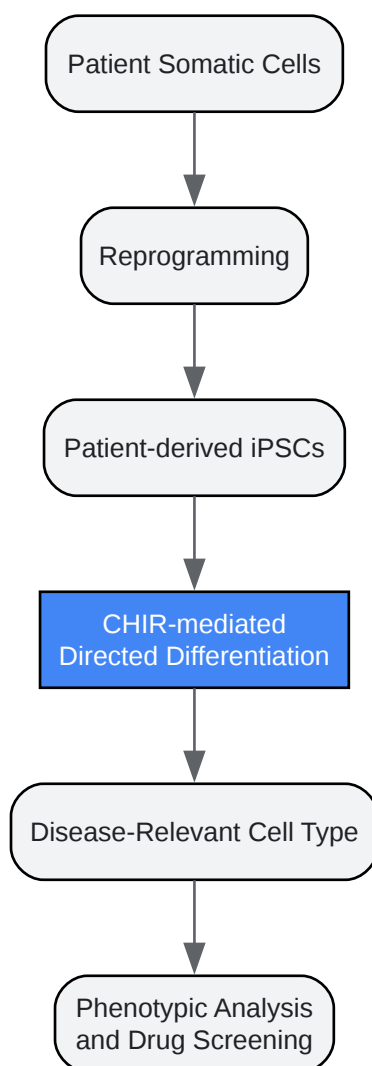 Patient Somatic Cells
Reprogramming
Patient-derived iPSCs
CHIR-mediated
Directed Differentiation
Disease-Relevant Cell Type
Phenotypic Analysis
and Drug Screening